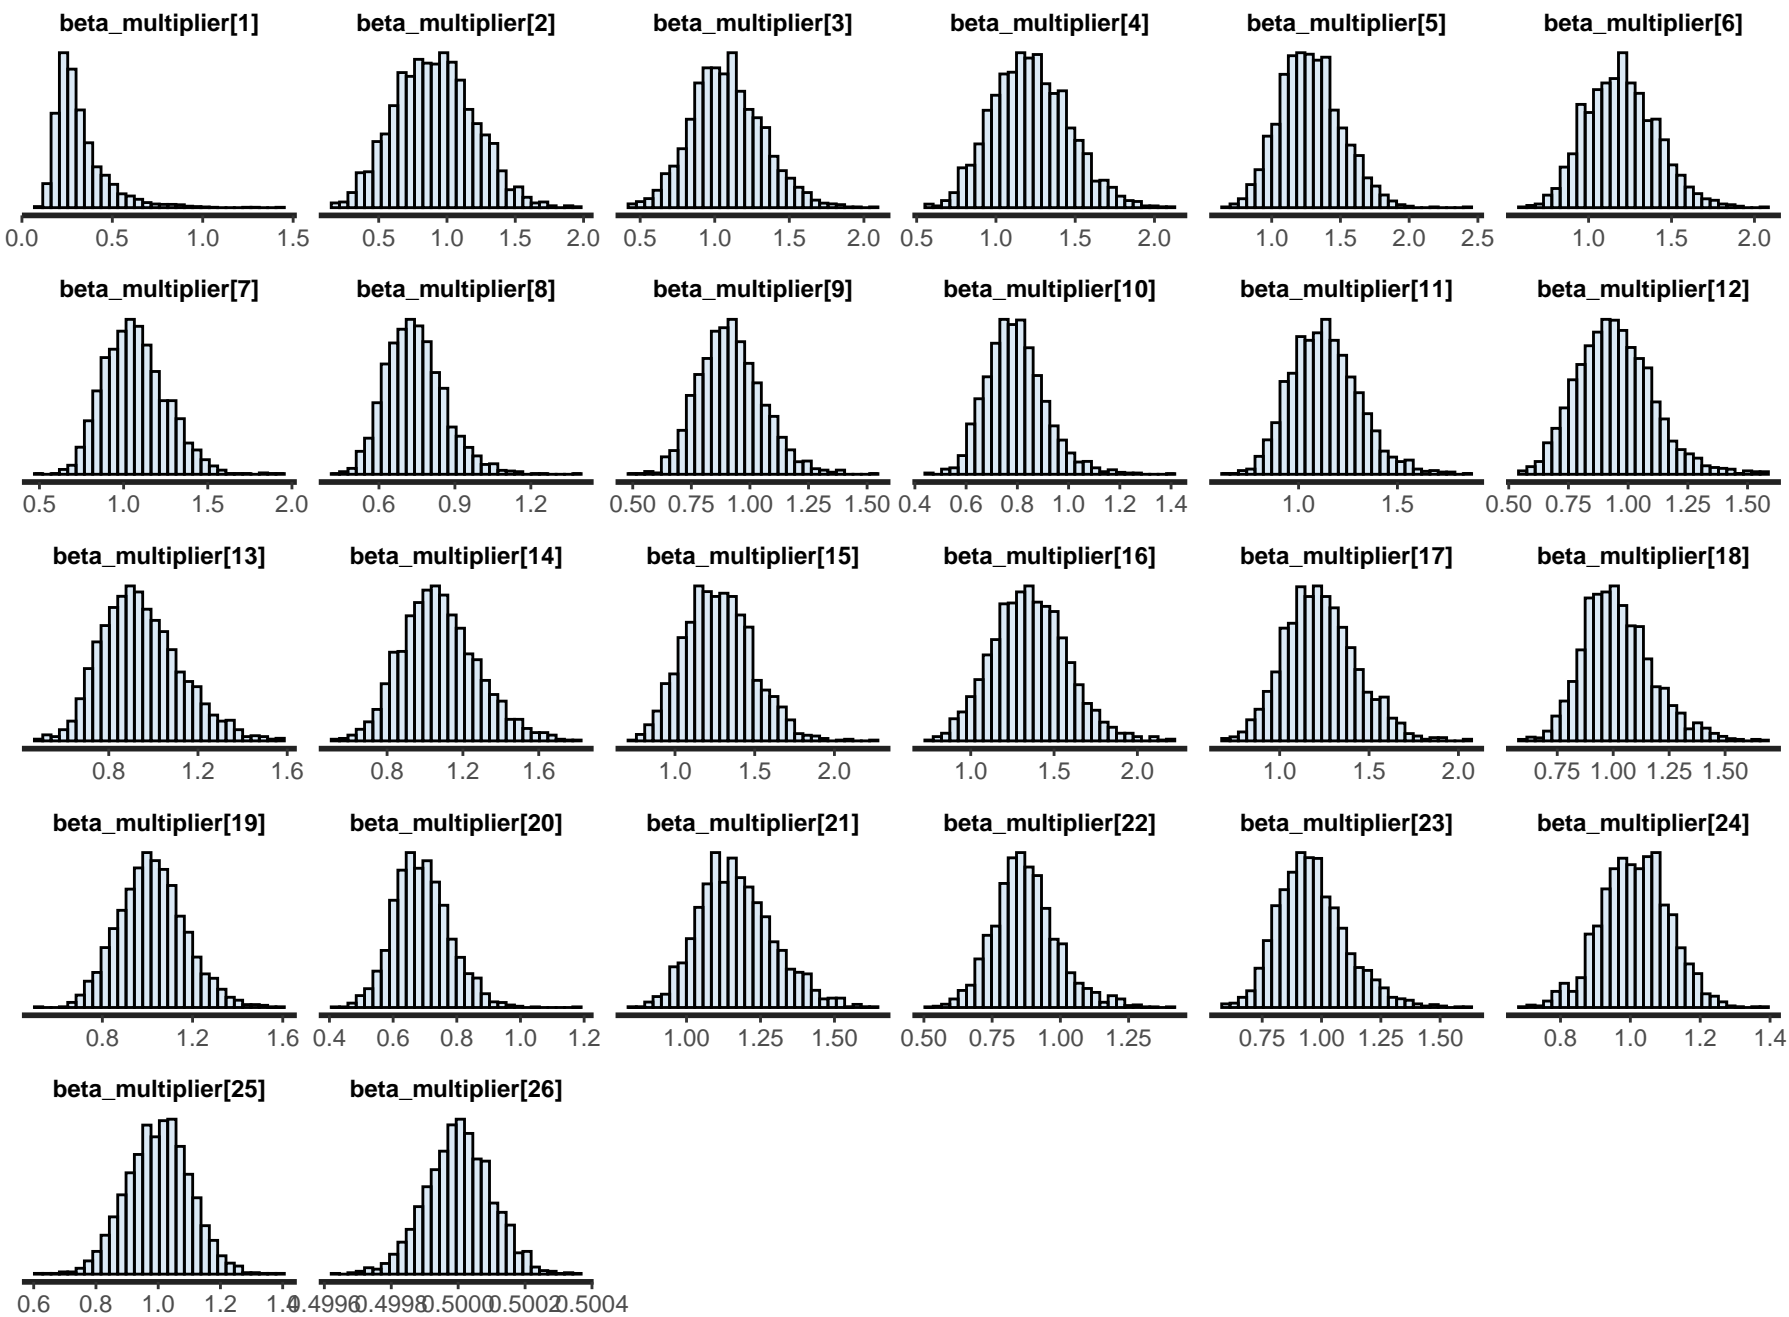 beta_multiplier[1] beta_multiplier[2] beta_multiplier[3] beta_multiplier[4] beta_multiplier[5] beta_multiplier[6]
0.0 0.5 1.0 1.5 0.5 1.0 1.5 2.0 0.5 1.0 1.5 2.0 0.5 1.0 1.5 2.0 1.0 1.5 2.0 2.5 1.0 1.5 2.0
beta_multiplier[7] beta_multiplier[8] beta_multiplier[9] beta_multiplier[10] beta_multiplier[11] beta_multiplier[12]
0.5 1.0 1.5 2.0 0.6 0.9 1.2 0.50 0.75 1.00 1.25 1.50 0.4 0.6 0.8 1.0 1.2 1.4 1.0 1.5 0.50 0.75 1.00 1.25 1.50
beta_multiplier[13] beta_multiplier[14] beta_multiplier[15] beta_multiplier[16] beta_multiplier[17] beta_multiplier[18]
0.8 1.2 1.6 0.8 1.2 1.6 1.0 1.5 2.0 1.0 1.5 2.0 1.0 1.5 2.0 0.75 1.00 1.25 1.50
beta_multiplier[19] beta_multiplier[20] beta_multiplier[21] beta_multiplier[22] beta_multiplier[23] beta_multiplier[24]
0.8 1.2 1.6 0.4 0.6 0.8 1.0 1.2 1.00 1.25 1.50 0.50 0.75 1.00 1.25 0.75 1.00 1.25 1.50 0.8 1.0 1.2 1.4
beta_multiplier[25] beta_multiplier[26]
0.6 0.8 1.0 1.2 1.4 0.4996 0.4998 0.5000 0.5002 0.5004